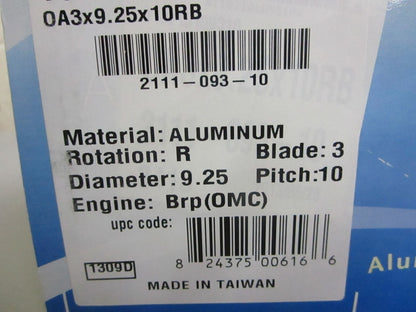 OA3x9.25x10RB
2111-093-10
Material: ALUMINUM
Rotation: R Blade: 3
Diameter: 9.25 Pitch: 10
Engine: Brp(OMC)
upc code:
8 24375 00616 6
1309D
MADE IN TAIWAN